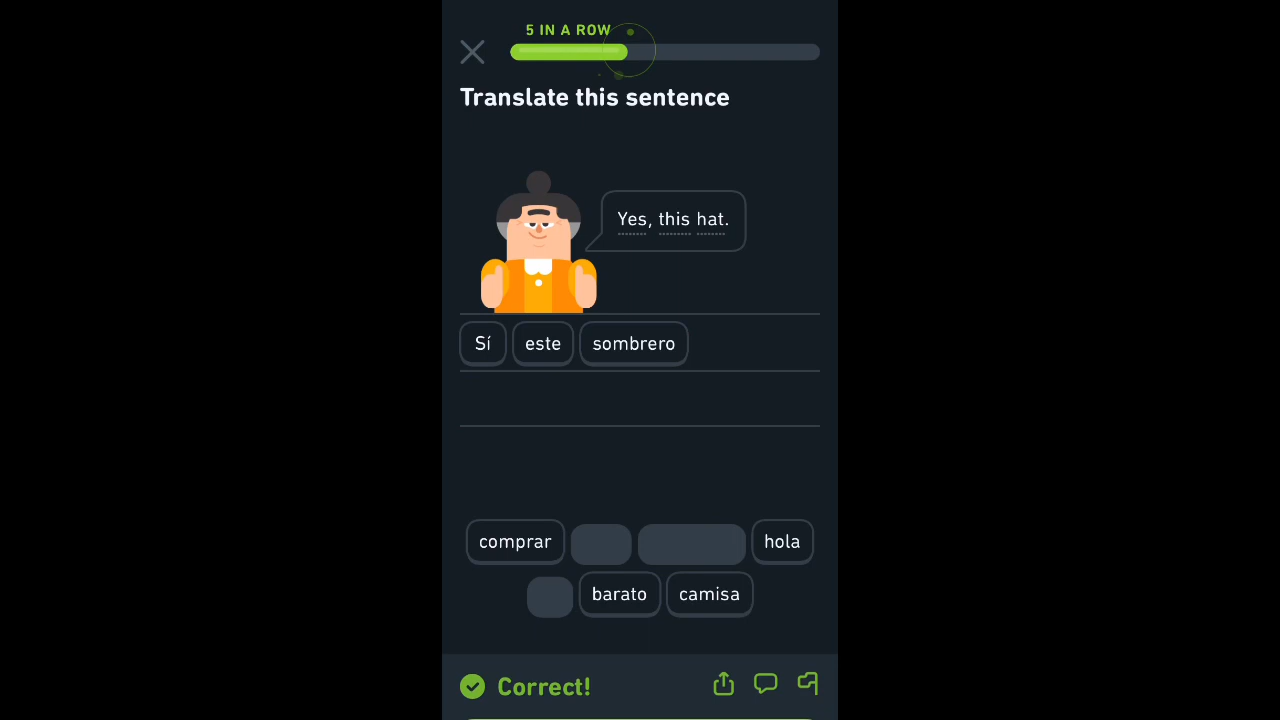 5 IN A ROW
Translate this sentence
Yes, this hat.
Sí este sombrero
comprar hola
barato camisa
Correct!